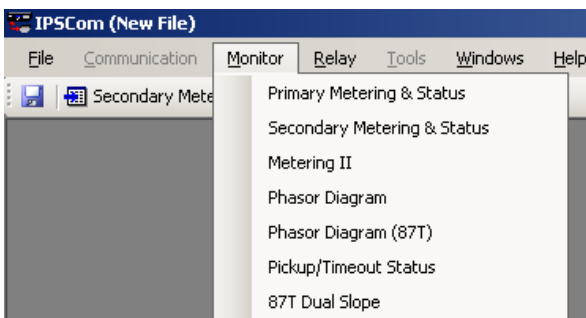 IPSCom (New File)
File Communication Monitor Relay Tools Windows Help
Secondary Mete
Primary Metering & Status
Secondary Metering & Status
Metering II
Phasor Diagram
Phasor Diagram (87T)
Pickup/Timeout Status
87T Dual Slope